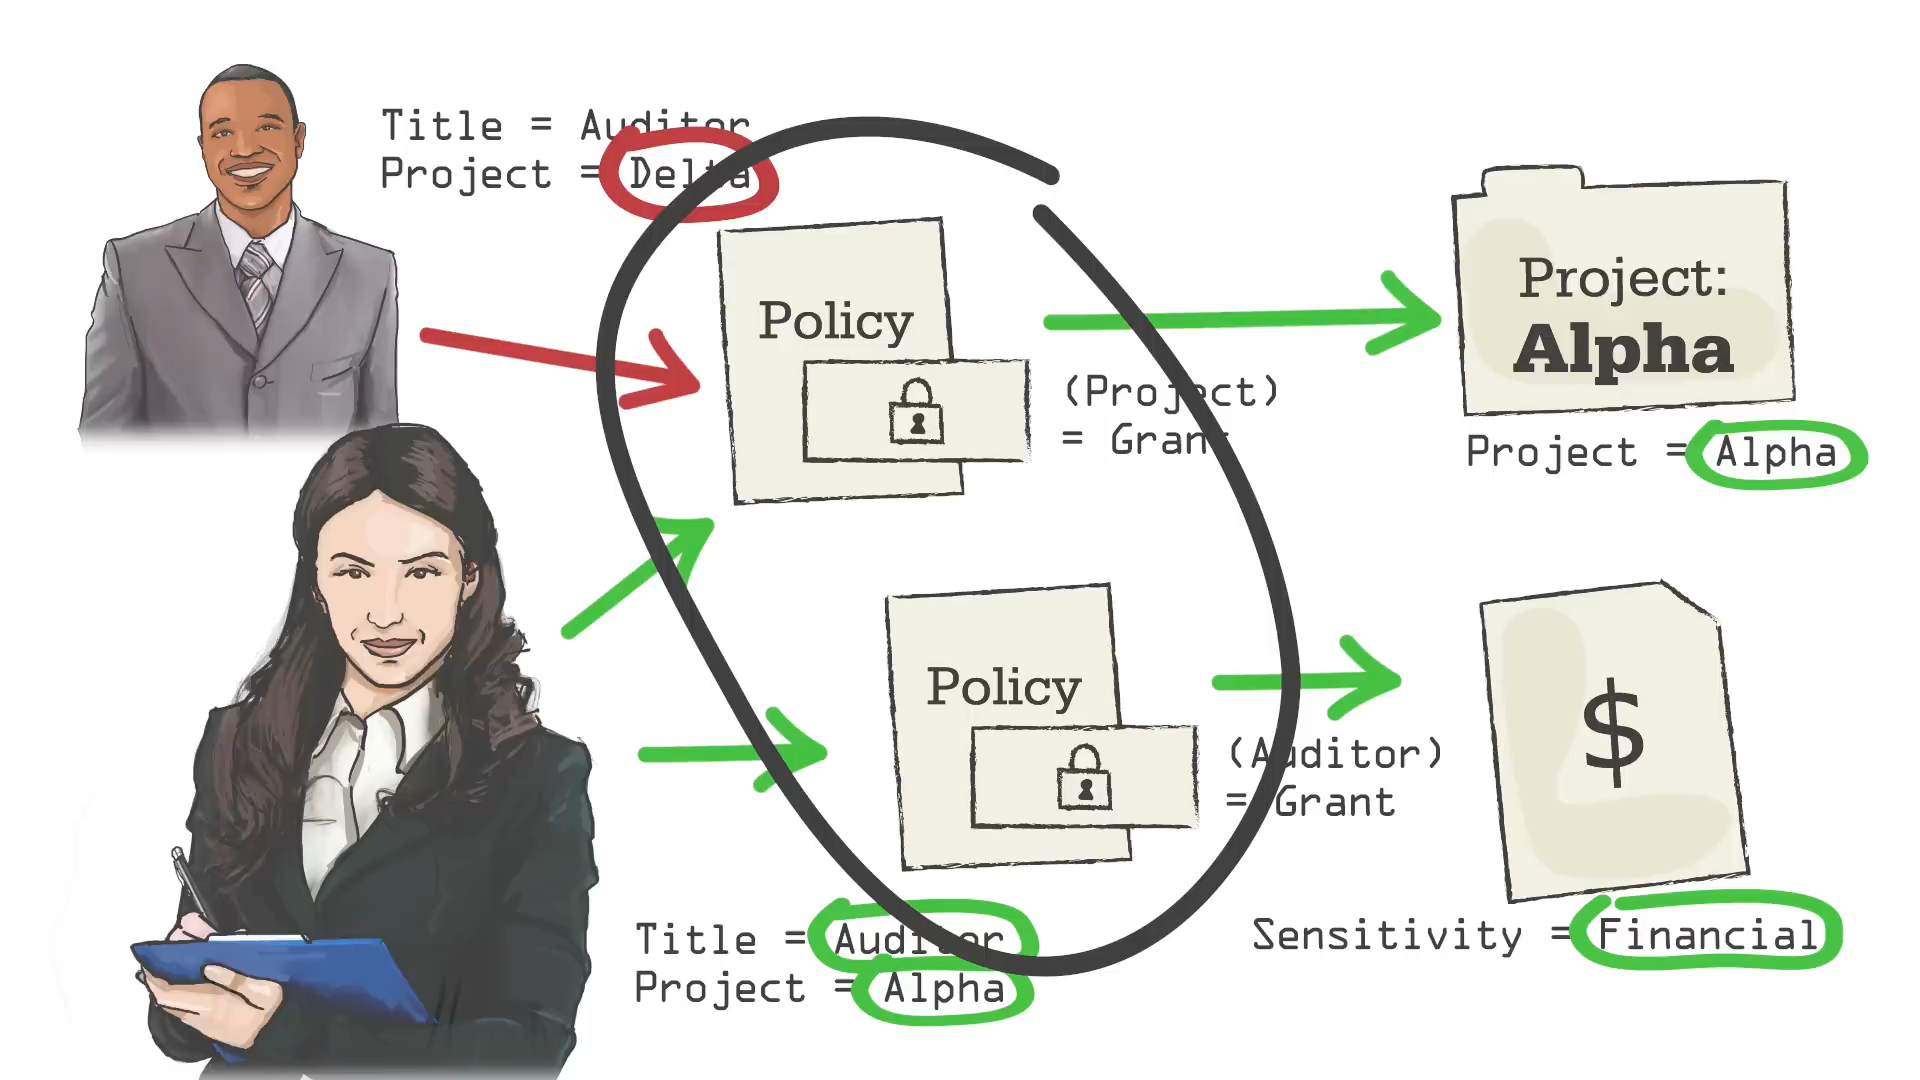 Title = Auditor
Project = Delta
Policy
(Project)
= Grant
Project:
Alpha
Project = Alpha
Policy
(Auditor)
= Grant
$
Title = Auditor
Project = Alpha
Sensitivity = Financial